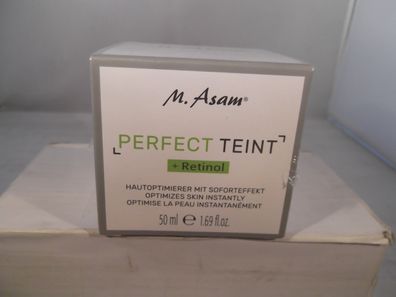 M. Asam®
PERFECT TEINT
+ Retinol
HAUTOPTIMIERER MIT SOFORTEFFEKT
OPTIMIZES SKIN INSTANTLY
OPTIMISE LA PEAU INSTANTANÉMENT
50 ml ℮ 1.69 fl.oz.